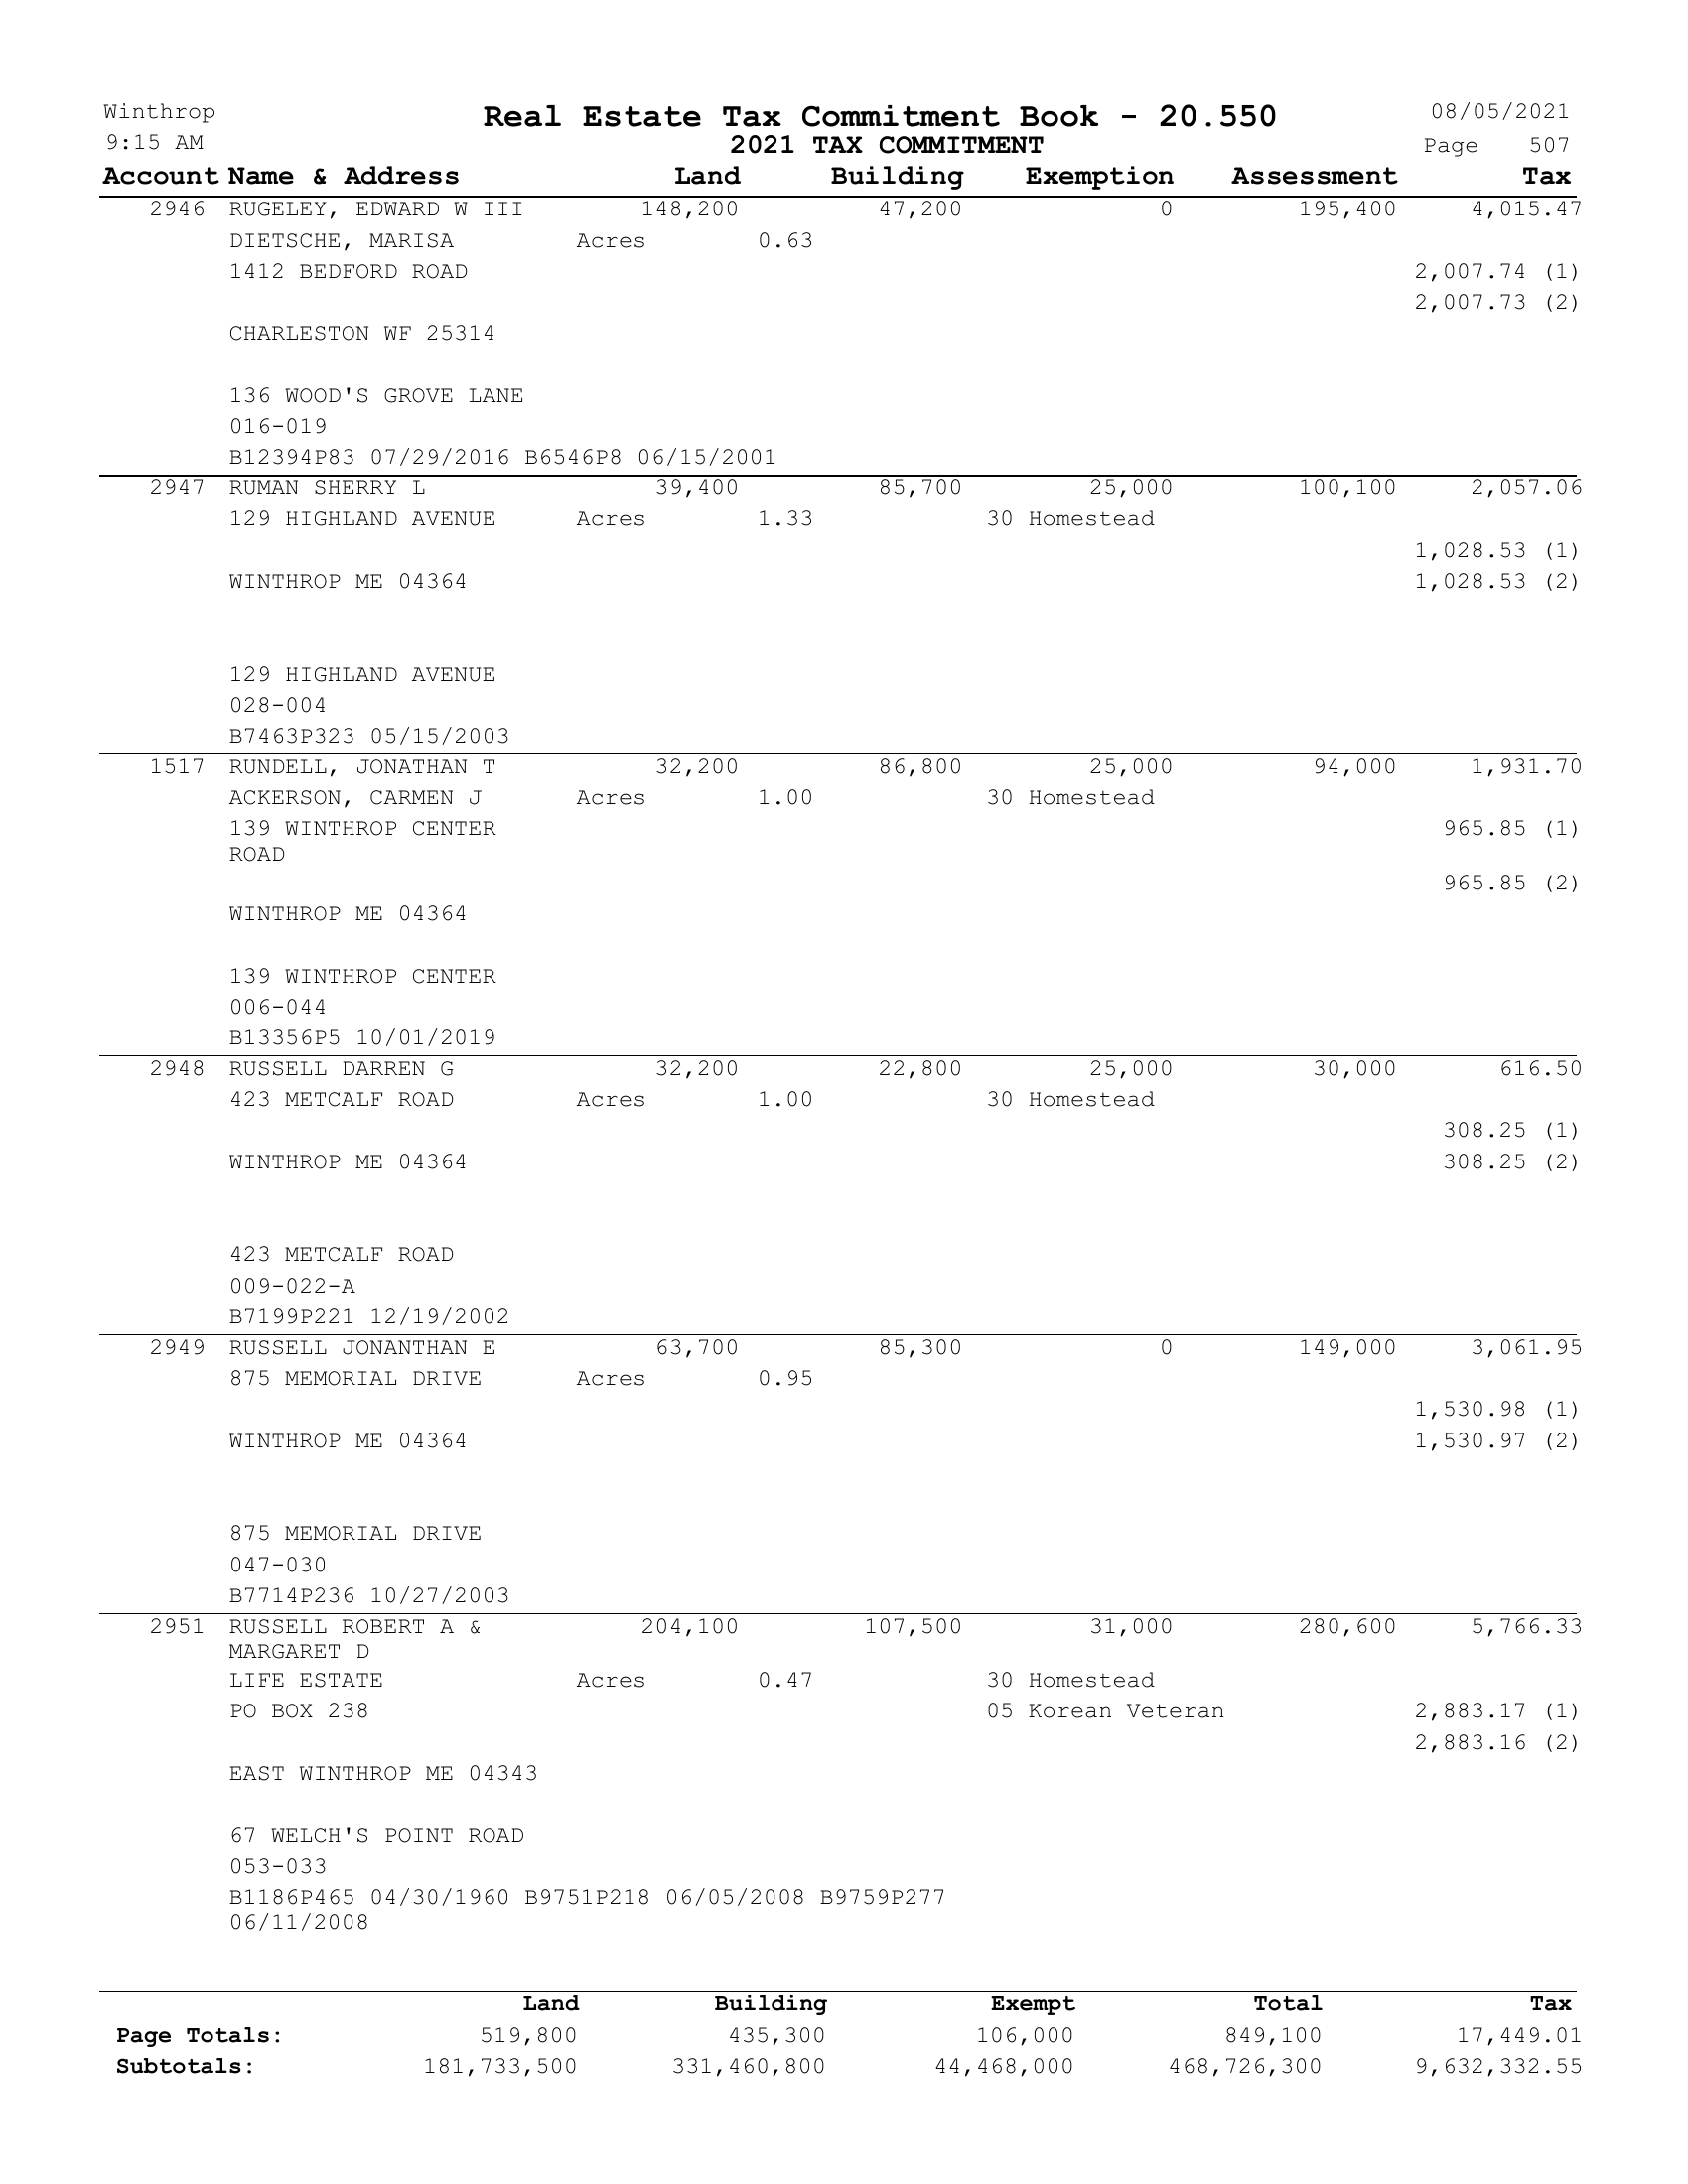 Winthrop Real Estate Tax Commitment Book - 20.550 08/05/2021
9:15 AM 2021 TAX COMMITMENT Page 507
Account Name & Address Land Building Exemption Assessment Tax
2946 RUGELEY, EDWARD W III 148,200 47,200 0 195,400 4,015.47
DIETSCHE, MARISA Acres 0.63
1412 BEDFORD ROAD 2,007.74 (1)
2,007.73 (2)
CHARLESTON WF 25314
136 WOOD'S GROVE LANE
016-019
B12394P83 07/29/2016 B6546P8 06/15/2001
2947 RUMAN SHERRY L 39,400 85,700 25,000 100,100 2,057.06
129 HIGHLAND AVENUE Acres 1.33 30 Homestead
1,028.53 (1)
WINTHROP ME 04364 1,028.53 (2)
129 HIGHLAND AVENUE
028-004
B7463P323 05/15/2003
1517 RUNDELL, JONATHAN T 32,200 86,800 25,000 94,000 1,931.70
ACKERSON, CARMEN J Acres 1.00 30 Homestead
139 WINTHROP CENTER 965.85 (1)
ROAD
965.85 (2)
WINTHROP ME 04364
139 WINTHROP CENTER
006-044
B13356P5 10/01/2019
2948 RUSSELL DARREN G 32,200 22,800 25,000 30,000 616.50
423 METCALF ROAD Acres 1.00 30 Homestead
308.25 (1)
WINTHROP ME 04364 308.25 (2)
423 METCALF ROAD
009-022-A
B7199P221 12/19/2002
2949 RUSSELL JONANTHAN E 63,700 85,300 0 149,000 3,061.95
875 MEMORIAL DRIVE Acres 0.95
1,530.98 (1)
WINTHROP ME 04364 1,530.97 (2)
875 MEMORIAL DRIVE
047-030
B7714P236 10/27/2003
2951 RUSSELL ROBERT A & 204,100 107,500 31,000 280,600 5,766.33
MARGARET D
LIFE ESTATE Acres 0.47 30 Homestead
PO BOX 238 05 Korean Veteran 2,883.17 (1)
2,883.16 (2)
EAST WINTHROP ME 04343
67 WELCH'S POINT ROAD
053-033
B1186P465 04/30/1960 B9751P218 06/05/2008 B9759P277
06/11/2008
Land Building Exempt Total Tax
Page Totals: 519,800 435,300 106,000 849,100 17,449.01
Subtotals: 181,733,500 331,460,800 44,468,000 468,726,300 9,632,332.55